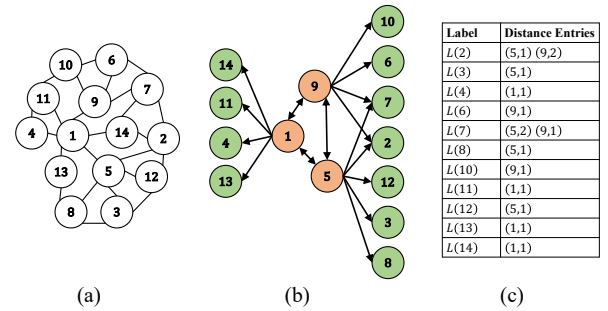 10
6
7
11
9
4
1
14
2
13
5
12
8
3
(a)
14
11
4
13
1
9
5
10
6
7
2
12
3
8
(b)
Label Distance Entries
L(2) (5,1) (9,2)
L(3) (5,1)
L(4) (1,1)
L(6) (9,1)
L(7) (5,2) (9,1)
L(8) (5,1)
L(10) (9,1)
L(11) (1,1)
L(12) (5,1)
L(13) (1,1)
L(14) (1,1)
(c)